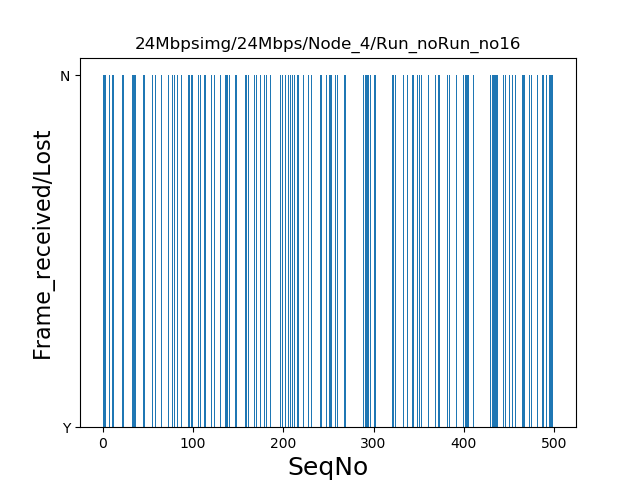 24Mbpsimg/24Mbps/Node_4/Run_noRun_no16
N
Frame_received/Lost
Y
0 100 200 300 400 500
SeqNo